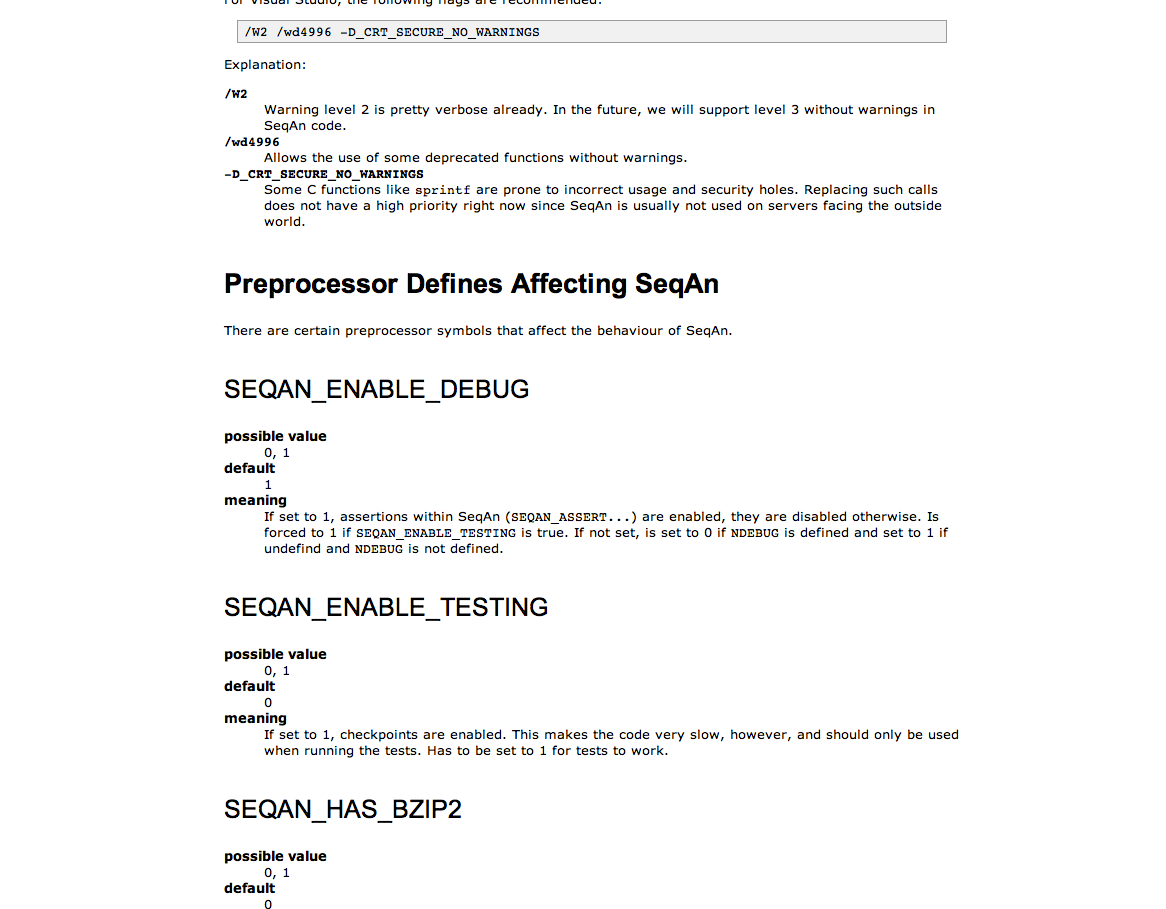 For Visual Studio, the following flags are recommended:
/W2 /wd4996 -D_CRT_SECURE_NO_WARNINGS
Explanation:
/W2
Warning level 2 is pretty verbose already. In the future, we will support level 3 without warnings in
SeqAn code.
/wd4996
Allows the use of some deprecated functions without warnings.
-D_CRT_SECURE_NO_WARNINGS
Some C functions like sprintf are prone to incorrect usage and security holes. Replacing such calls
does not have a high priority right now since SeqAn is usually not used on servers facing the outside
world.
Preprocessor Defines Affecting SeqAn
There are certain preprocessor symbols that affect the behaviour of SeqAn.
SEQAN_ENABLE_DEBUG
possible value
0, 1
default
1
meaning
If set to 1, assertions within SeqAn (SEQAN_ASSERT...) are enabled, they are disabled otherwise. Is
forced to 1 if SEQAN_ENABLE_TESTING is true. If not set, is set to 0 if NDEBUG is defined and set to 1 if
undefind and NDEBUG is not defined.
SEQAN_ENABLE_TESTING
possible value
0, 1
default
0
meaning
If set to 1, checkpoints are enabled. This makes the code very slow, however, and should only be used
when running the tests. Has to be set to 1 for tests to work.
SEQAN_HAS_BZIP2
possible value
0, 1
default
0